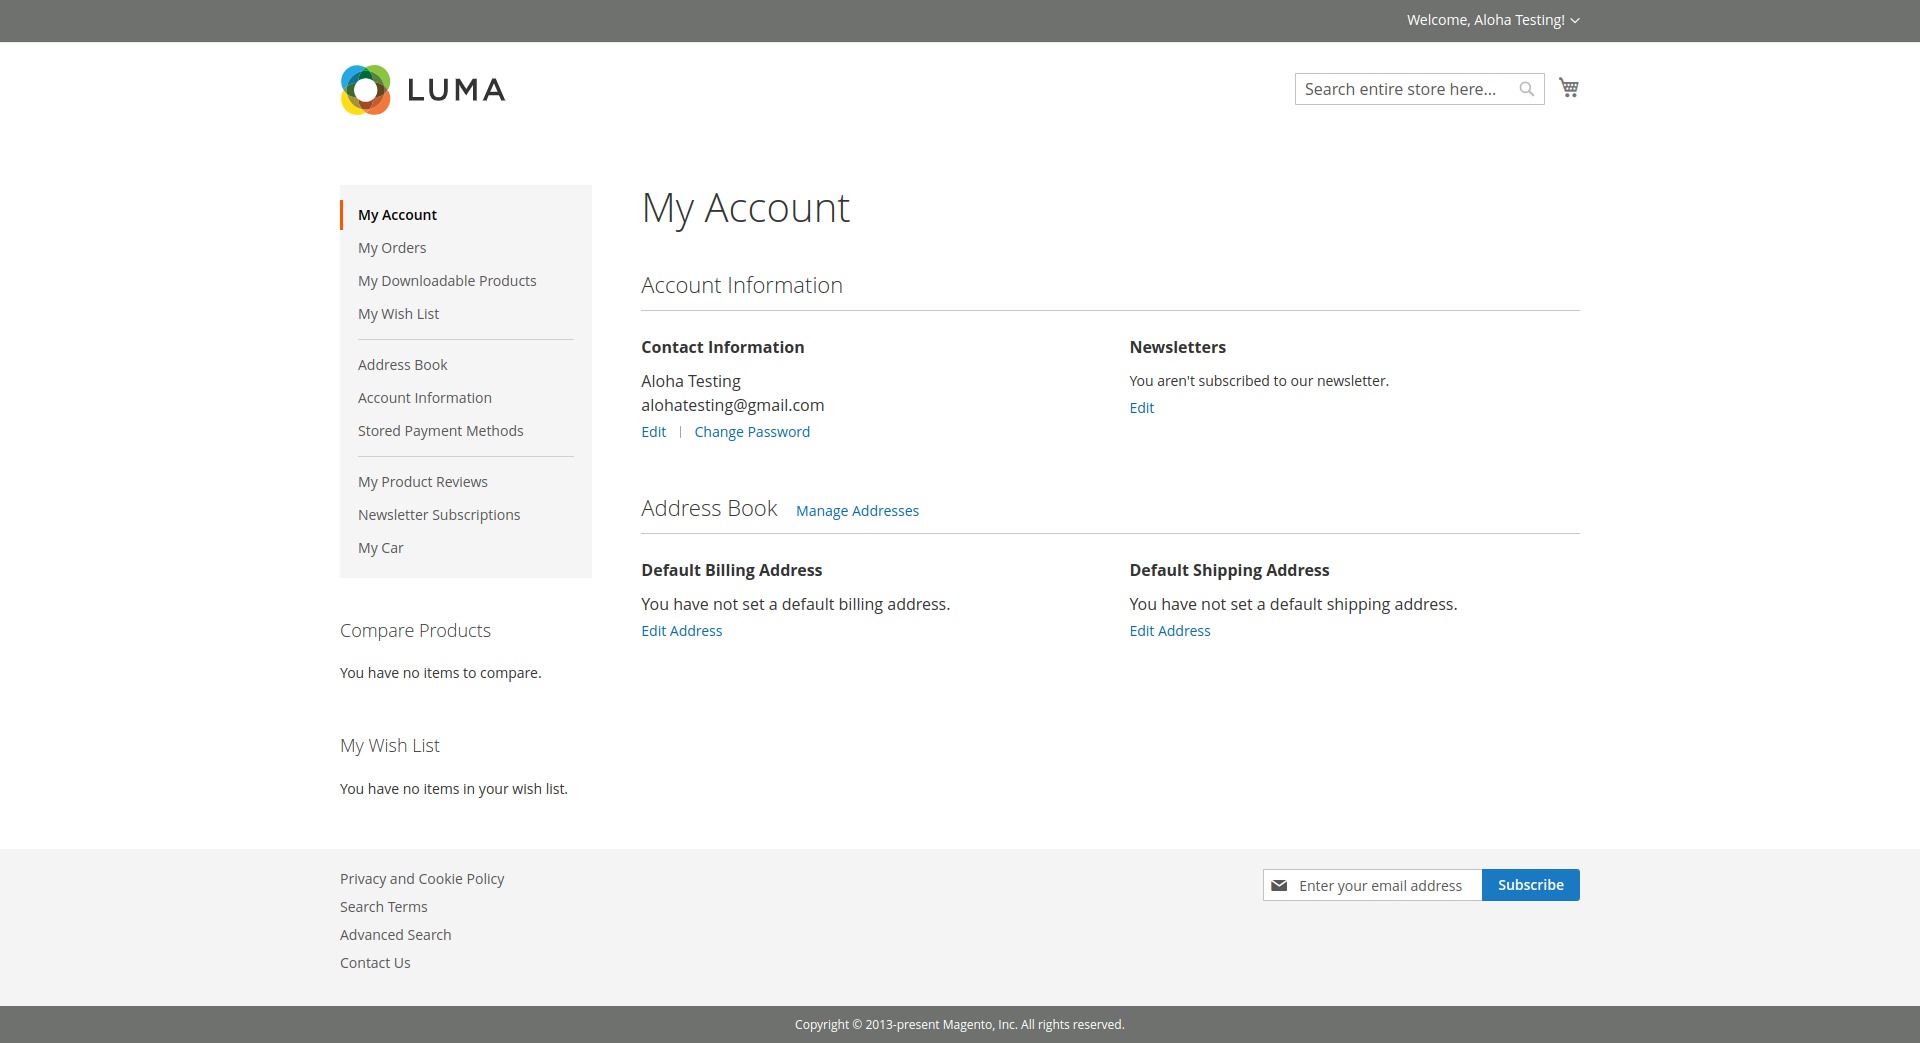 Welcome, Aloha Testing!
LUMA
Search entire store here...
My Account
My Orders
My Downloadable Products
My Wish List
Address Book
Account Information
Stored Payment Methods
My Product Reviews
Newsletter Subscriptions
My Car
Compare Products
You have no items to compare.
My Wish List
You have no items in your wish list.
My Account
Account Information
Contact Information
Aloha Testing
alohatesting@gmail.com
Edit | Change Password
Newsletters
You aren't subscribed to our newsletter.
Edit
Address Book Manage Addresses
Default Billing Address
You have not set a default billing address.
Edit Address
Default Shipping Address
You have not set a default shipping address.
Edit Address
Privacy and Cookie Policy
Search Terms
Advanced Search
Contact Us
Enter your email address
Subscribe
Copyright © 2013-present Magento, Inc. All rights reserved.